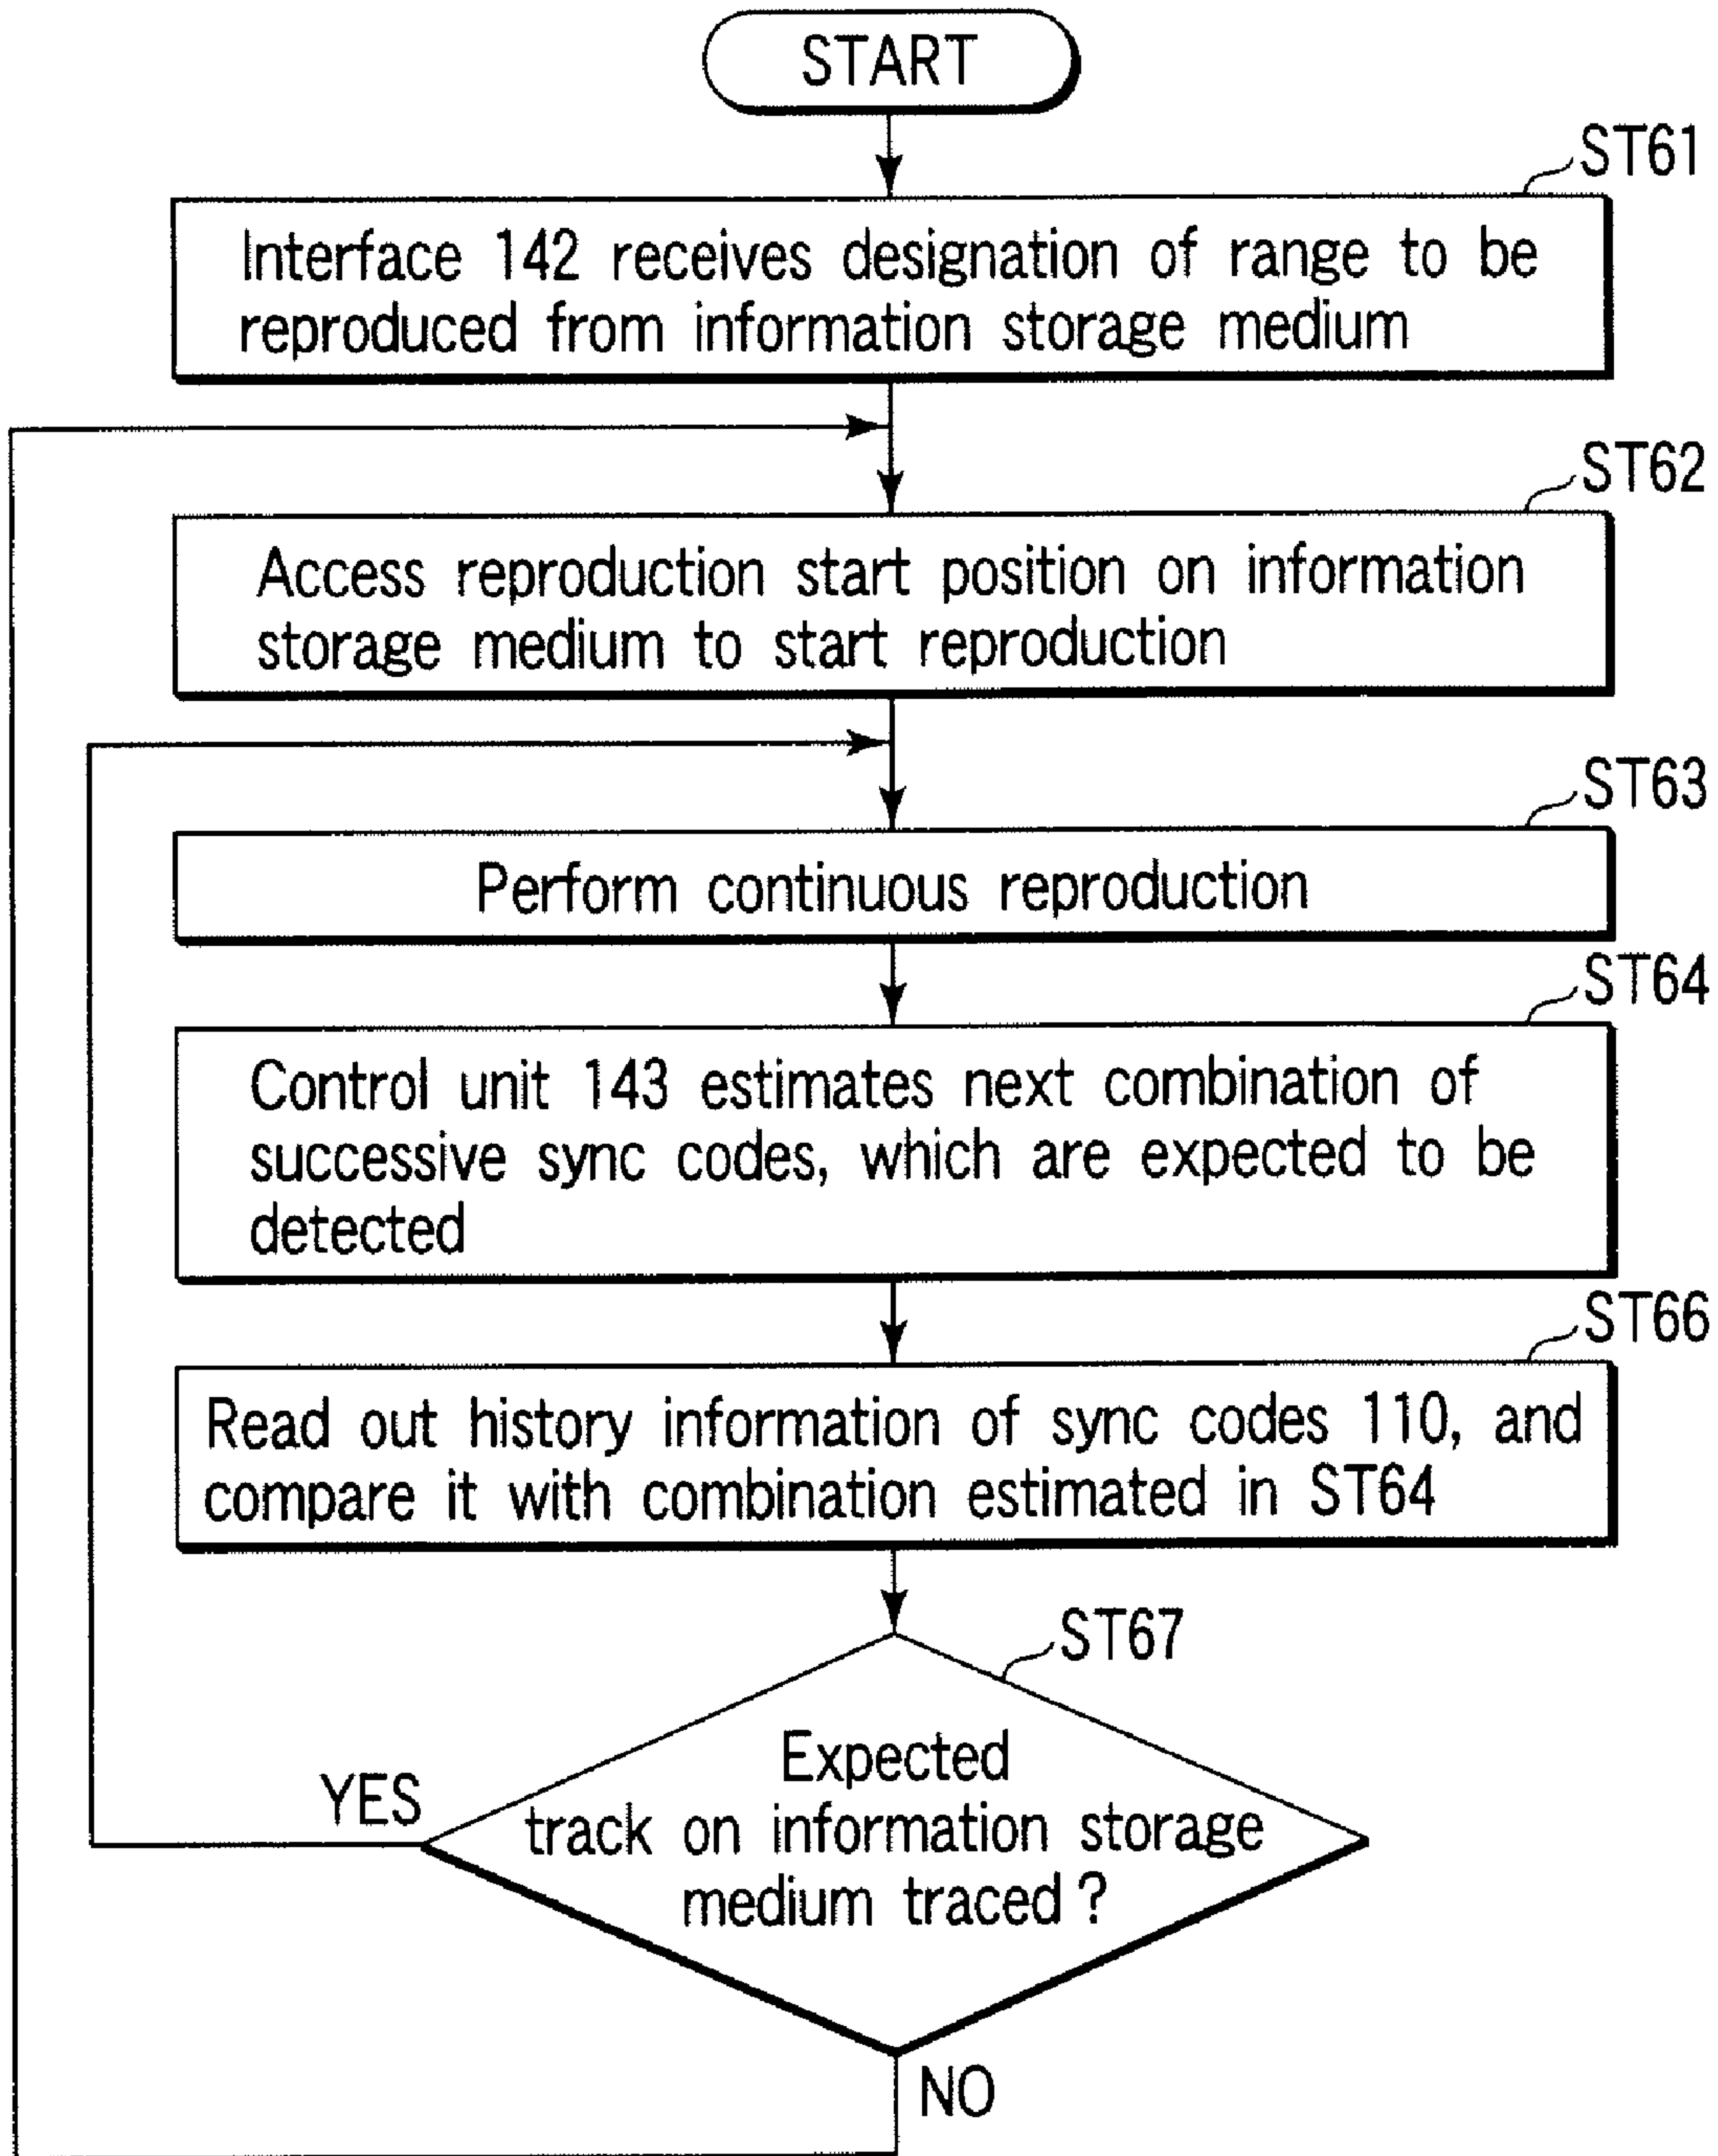 START
ST61
Interface 142 receives designation of range to be
reproduced from information storage medium
ST62
Access reproduction start position on information
storage medium to start reproduction
ST63
Perform continuous reproduction
ST64
Control unit 143 estimates next combination of
successive sync codes, which are expected to be
detected
ST66
Read out history information of sync codes 110, and
compare it with combination estimated in ST64
ST67
Expected
track on information storage
medium traced ?
YES
NO